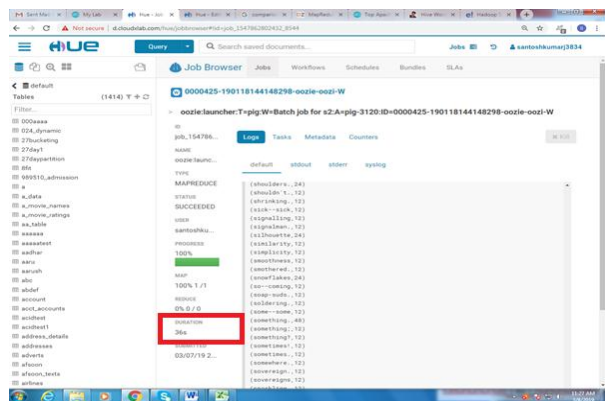 M Sant Mail
My Lab
Hue - Jo
Hue - Edi
G compani
MapRedu
Top Apac
Hive Wor
Hadoop
Not secure | d.cloudxlab.com/hue/jobbrowser#!id=job_1547862802452_8544
HUE
Query
Search saved documents...
Jobs
santoshkumarj3834
Job Browser
Jobs
Workflows
Schedules
Bundles
SLAs
default
Tables
(1414)
Filter...
000aaaa
024_dynamic
27bucketing
27day1
27daypartition
8fa
989510_admission
a
a_data
a_movie_names
a_movie_ratings
aa_table
aaaaaa
aaaaatest
aadhar
aaru
aarush
abc
abdef
account
acct_accounts
acidtest
acidtest1
address_details
addresses
adverts
afsoon
afsoon_texts
airlines
0000425-190118144148298-oozie-oozi-W
oozie:launcher:T=pig:W=Batch job for s2:A=pig-3120:ID=0000425-190118144148298-oozie-oozi-W
ID
job_154786...
NAME
oozie:launc...
TYPE
MAPREDUCE
STATUS
SUCCEEDED
USER
santoshku...
PROGRESS
100%
MAP
100% 1 /1
REDUCE
0% 0 / 0
DURATION
36s
SUBMITTED
03/07/19 2...
Logs
Tasks
Metadata
Counters
Kill
default
stdout
stderr
syslog
(shoulders.,24)
(shouldn't.,12)
(shrinking.,12)
(sick--sick,12)
(signalling,12)
(signalman.,12)
(silhouette,24)
(similarity,12)
(simplicity,12)
(smoothness,12)
(smothered.,12)
(snowflakes,24)
(so--coming,12)
(soap-suds.,12)
(soldering.,12)
(some--some,12)
(something.,48)
(something;,12)
(something?,12)
(sometimes!,12)
(sometimes.,12)
(somewhere.,12)
(sovereign.,12)
(sovereigns,12)
11:27 AM